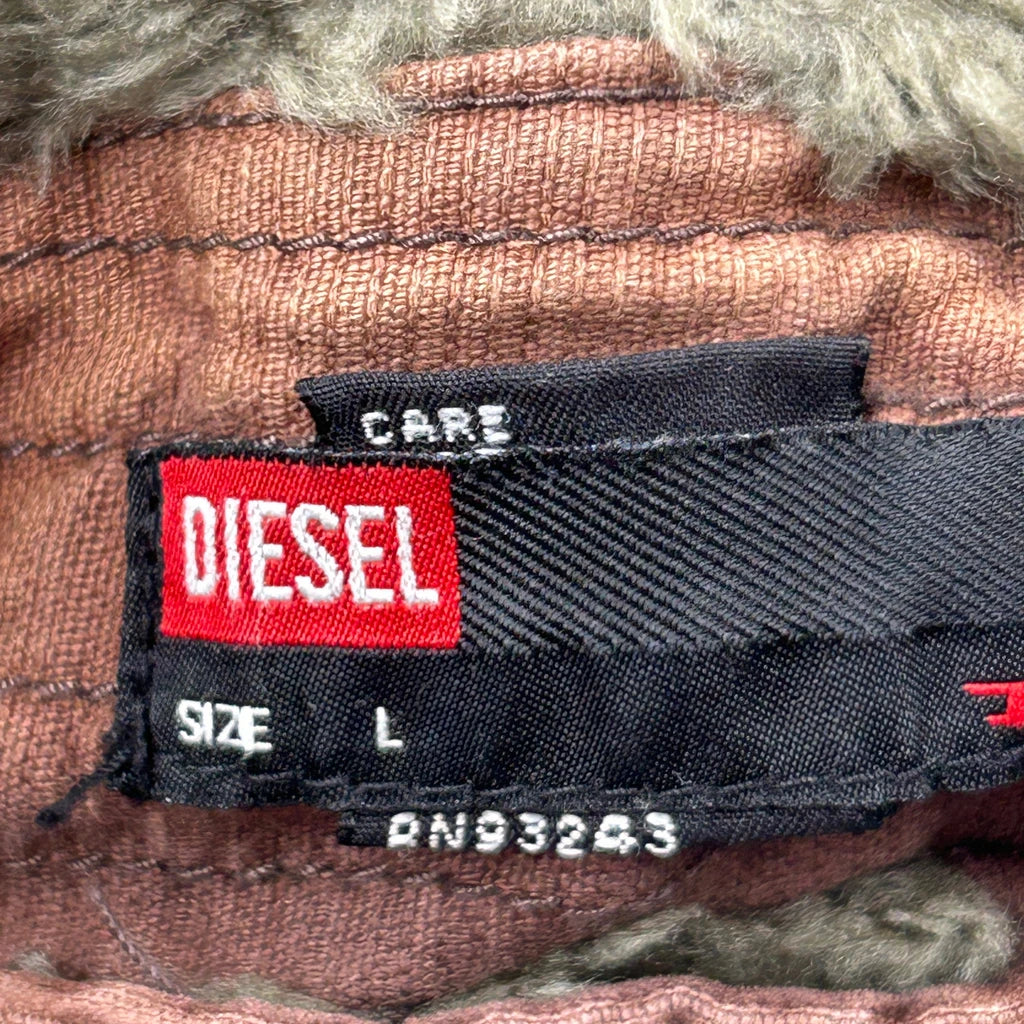 CARE
DIESEL
SIZE L
RN93243